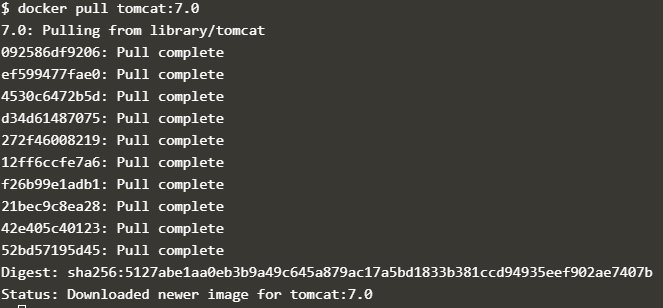 $ docker pull tomcat:7.0
7.0: Pulling from library/tomcat
092586df9206: Pull complete
ef599477fae0: Pull complete
4530c6472b5d: Pull complete
d34d61487075: Pull complete
272f46008219: Pull complete
12ff6ccfe7a6: Pull complete
f26b99e1adb1: Pull complete
21bec9c8ea28: Pull complete
42e405c40123: Pull complete
52bd57195d45: Pull complete
Digest: sha256:5127abe1aa0eb3b9a49c645a879ac17a5bd1833b381ccd94935eef902ae7407b
Status: Downloaded newer image for tomcat:7.0